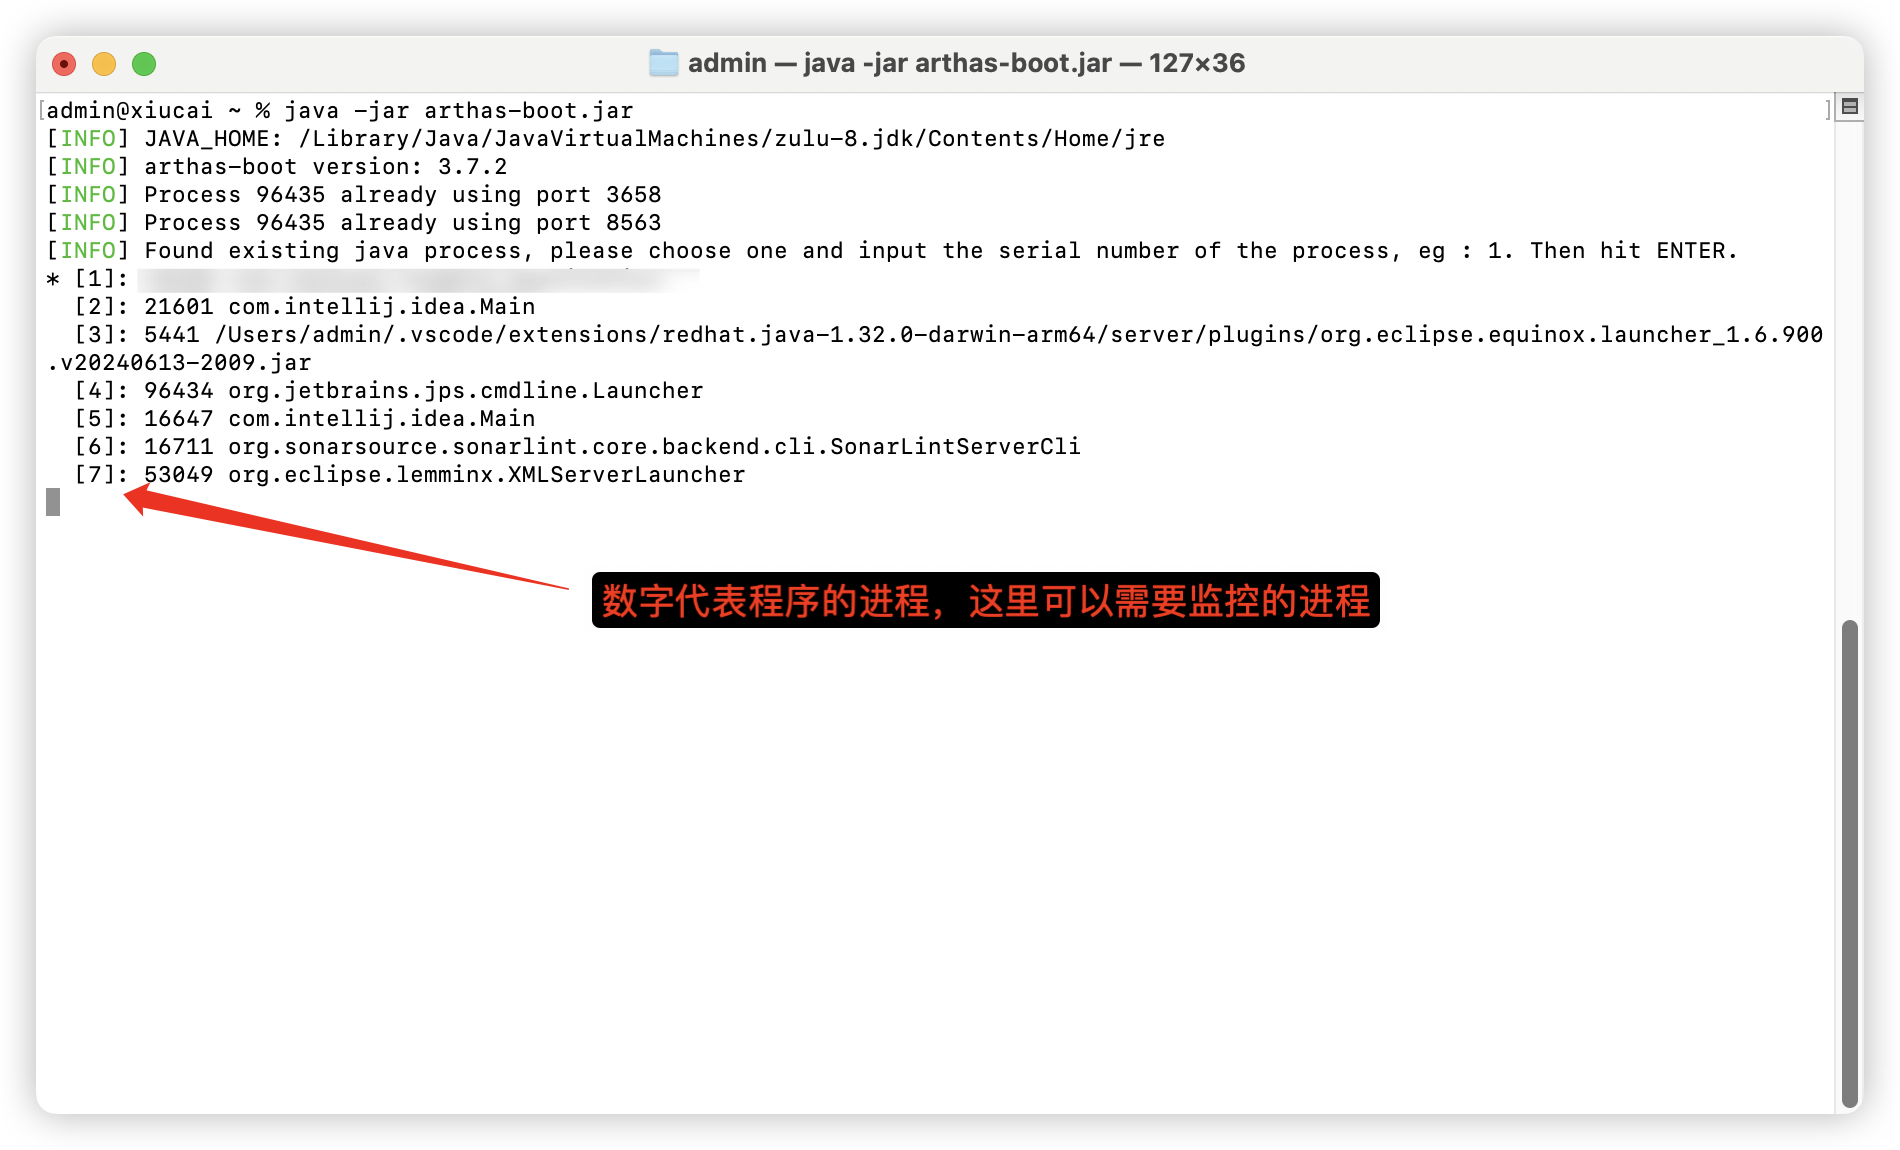 admin — java -jar arthas-boot.jar — 127×36
[admin@xiucai ~ % java -jar arthas-boot.jar ]
[INFO] JAVA_HOME: /Library/Java/JavaVirtualMachines/zulu-8.jdk/Contents/Home/jre
[INFO] arthas-boot version: 3.7.2
[INFO] Process 96435 already using port 3658
[INFO] Process 96435 already using port 8563
[INFO] Found existing java process, please choose one and input the serial number of the process, eg : 1. Then hit ENTER.
* [1]:
[2]: 21601 com.intellij.idea.Main
[3]: 5441 /Users/admin/.vscode/extensions/redhat.java-1.32.0-darwin-arm64/server/plugins/org.eclipse.equinox.launcher_1.6.900
.v20240613-2009.jar
[4]: 96434 org.jetbrains.jps.cmdline.Launcher
[5]: 16647 com.intellij.idea.Main
[6]: 16711 org.sonarsource.sonarlint.core.backend.cli.SonarLintServerCli
[7]: 53049 org.eclipse.lemminx.XMLServerLauncher
数字代表程序的进程，这里可以需要监控的进程